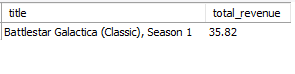 title total_revenue
Battlestar Galactica (Classic), Season 1 35.82